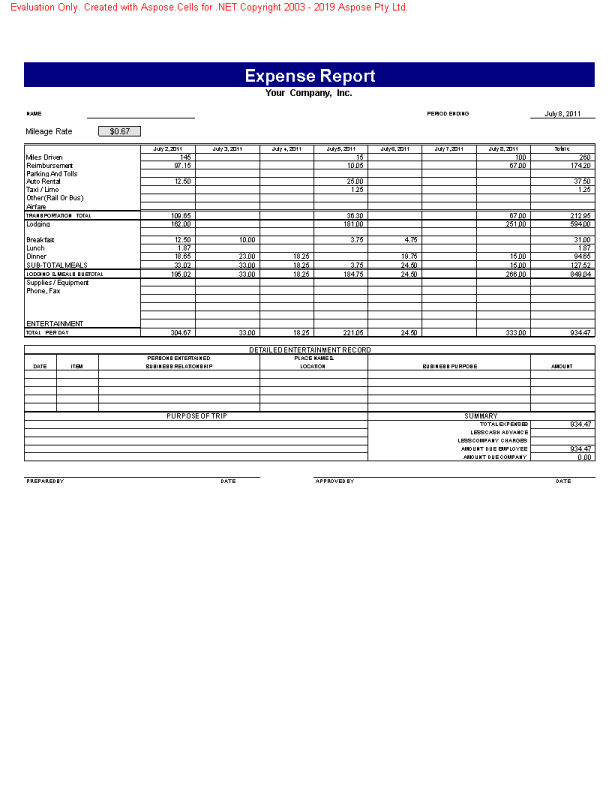 Evaluation Only. Created with Aspose.Cells for .NET.Copyright 2003 - 2019 Aspose Pty Ltd.
Expense Report
Your Company, Inc.
NAME PERIOD ENDING July 8, 2011
Mileage Rate $0.67
July 2, 2011 July 3, 2011 July 4, 2011 July 5, 2011 July 6, 2011 July 7, 2011 July 8, 2011 Totals
Miles Driven 145 15 100 260
Reimbursement 97.15 10.05 67.00 174.20
Parking And Tolls
Auto Rental 12.50 25.00 37.50
Taxi / Limo 1.25 1.25
Other (Rail Or Bus)
Airfare
TRANSPORTATION TOTAL 109.65 36.30 67.00 212.95
Lodging 162.00 181.00 251.00 594.00
Breakfast 12.50 10.00 3.75 4.75 31.00
Lunch 1.87 1.87
Dinner 18.65 23.00 18.25 19.75 15.00 94.65
SUB-TOTAL MEALS 33.02 33.00 18.25 3.75 24.50 15.00 127.52
LODGING & MEALS SUBTOTAL 195.02 33.00 18.25 184.75 24.50 266.00 849.04
Supplies / Equipment
Phone, Fax
ENTERTAINMENT
TOTAL PER DAY 304.67 33.00 18.25 221.05 24.50 333.00 934.47
DETAILED ENTERTAINMENT RECORD
PERSONS ENTERTAINED PLACE NAME &
DATE ITEM BUSINESS RELATIONSHIP LOCATION BUSINESS PURPOSE AMOUNT
PURPOSE OF TRIP SUMMARY
TOTAL EXPENSES 934.47
LESS CASH ADVANCE
LESS COMPANY CHARGES
AMOUNT DUE EMPLOYEE 934.47
AMOUNT DUE COMPANY 0.00
PREPARED BY DATE APPROVED BY DATE